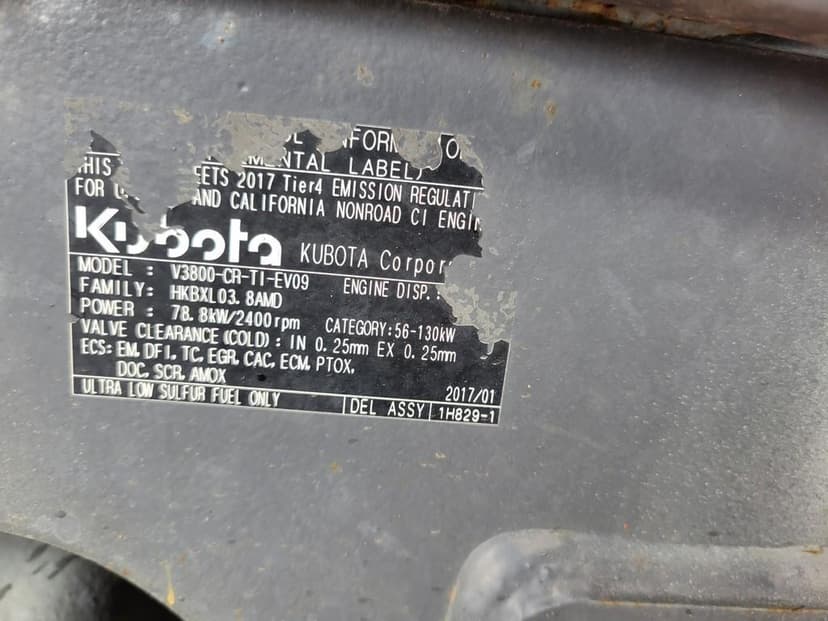 MENTAL LABEL)
2017 Tier4 EMISSION REGULATI
AND CALIFORNIA NONROAD CI ENGIN
Kubota KUBOTA Corpor
MODEL : V3800-CR-TI-EV09 ENGINE DISP.:
FAMILY: HKBXL03.8AMD
POWER : 78.8kW/2400rpm CATEGORY:56-130kW
VALVE CLEARANCE(COLD): IN 0.25mm EX 0.25mm
ECS: EM, DFI, TC, EGR, CAC, ECM, PTOX,
DOC, SCR, AMOX
2017/01
ULTRA LOW SULFUR FUEL ONLY DEL ASSY 1H829-1